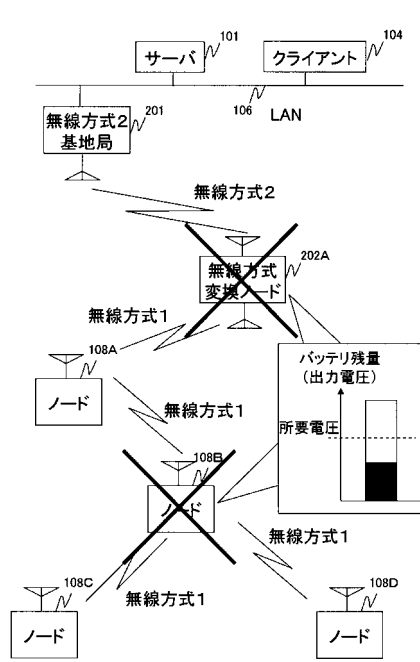 101
サーバ
104
クライアント
106
LAN
201
無線方式2
基地局
無線方式2
202A
無線方式
変換ノード
無線方式1
108A
ノード
無線方式1
バッテリ残量
(出力電圧)
所要電圧
108B
ノード
無線方式1
108C
ノード
無線方式1
108D
ノード